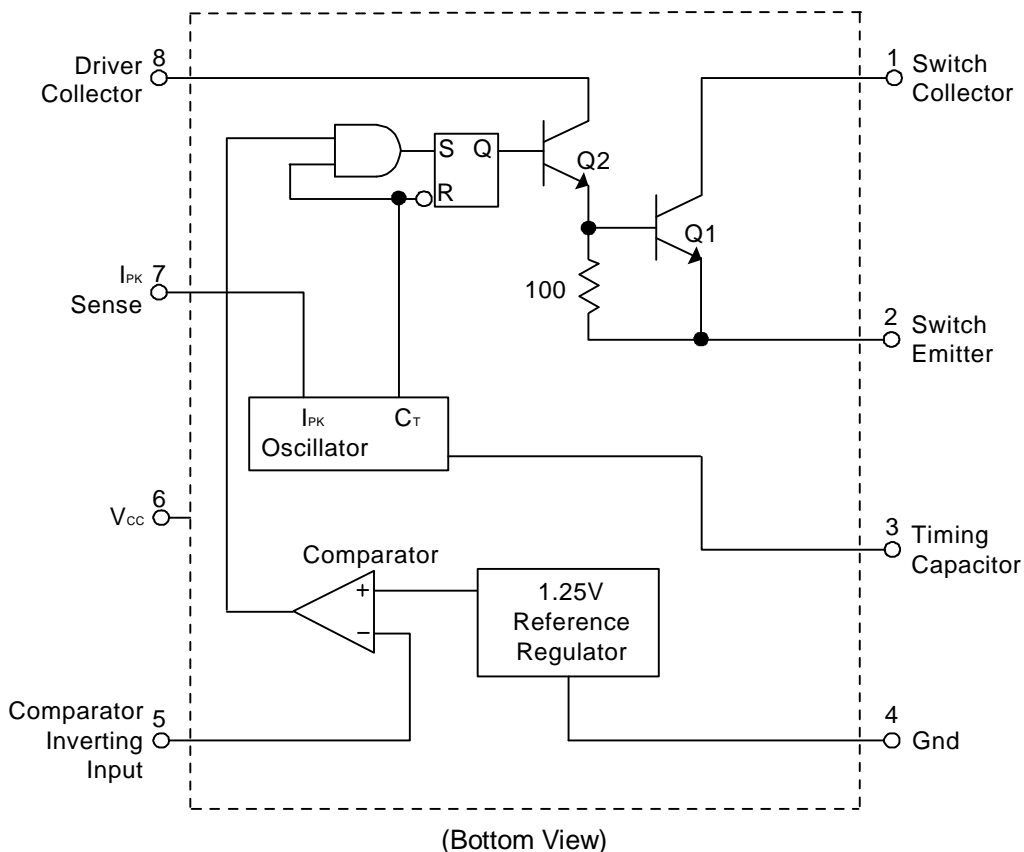 8
Driver
Collector
1
Switch
Collector
S Q
R
Q2
Q1
100
IPK 7
Sense
2
Switch
Emitter
IPK CT
Oscillator
6
VCC
3
Timing
Capacitor
Comparator
+
−
1.25V
Reference
Regulator
Comparator
5
Inverting
Input
4
Gnd
(Bottom View)